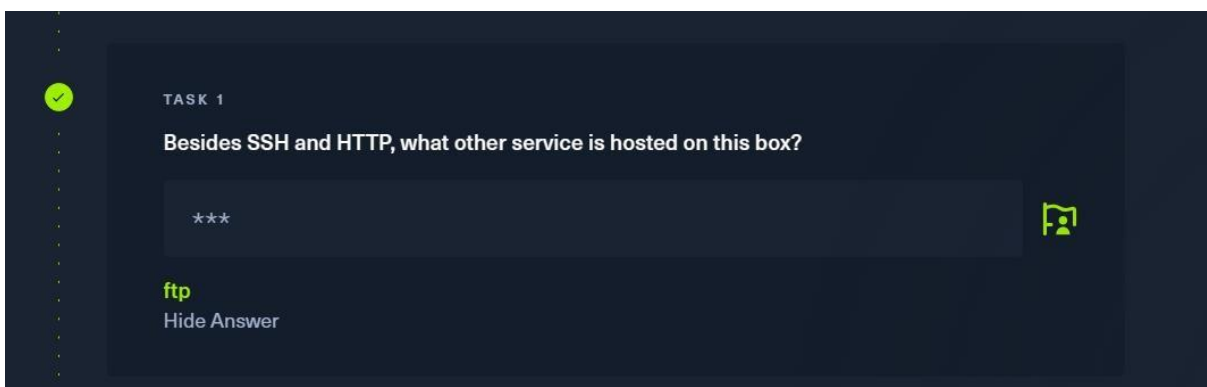 TASK 1
Besides SSH and HTTP, what other service is hosted on this box?
***
ftp
Hide Answer